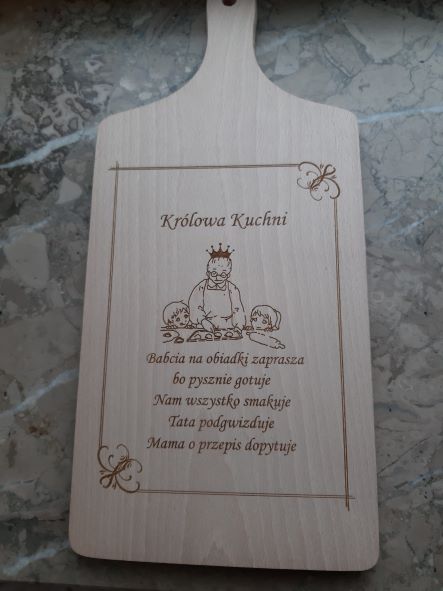 Królowa Kuchni
Babcia na obiadki zaprasza
bo pysznie gotuje
Nam wszystko smakuje
Tata podgwizduje
Mama o przepis dopytuje